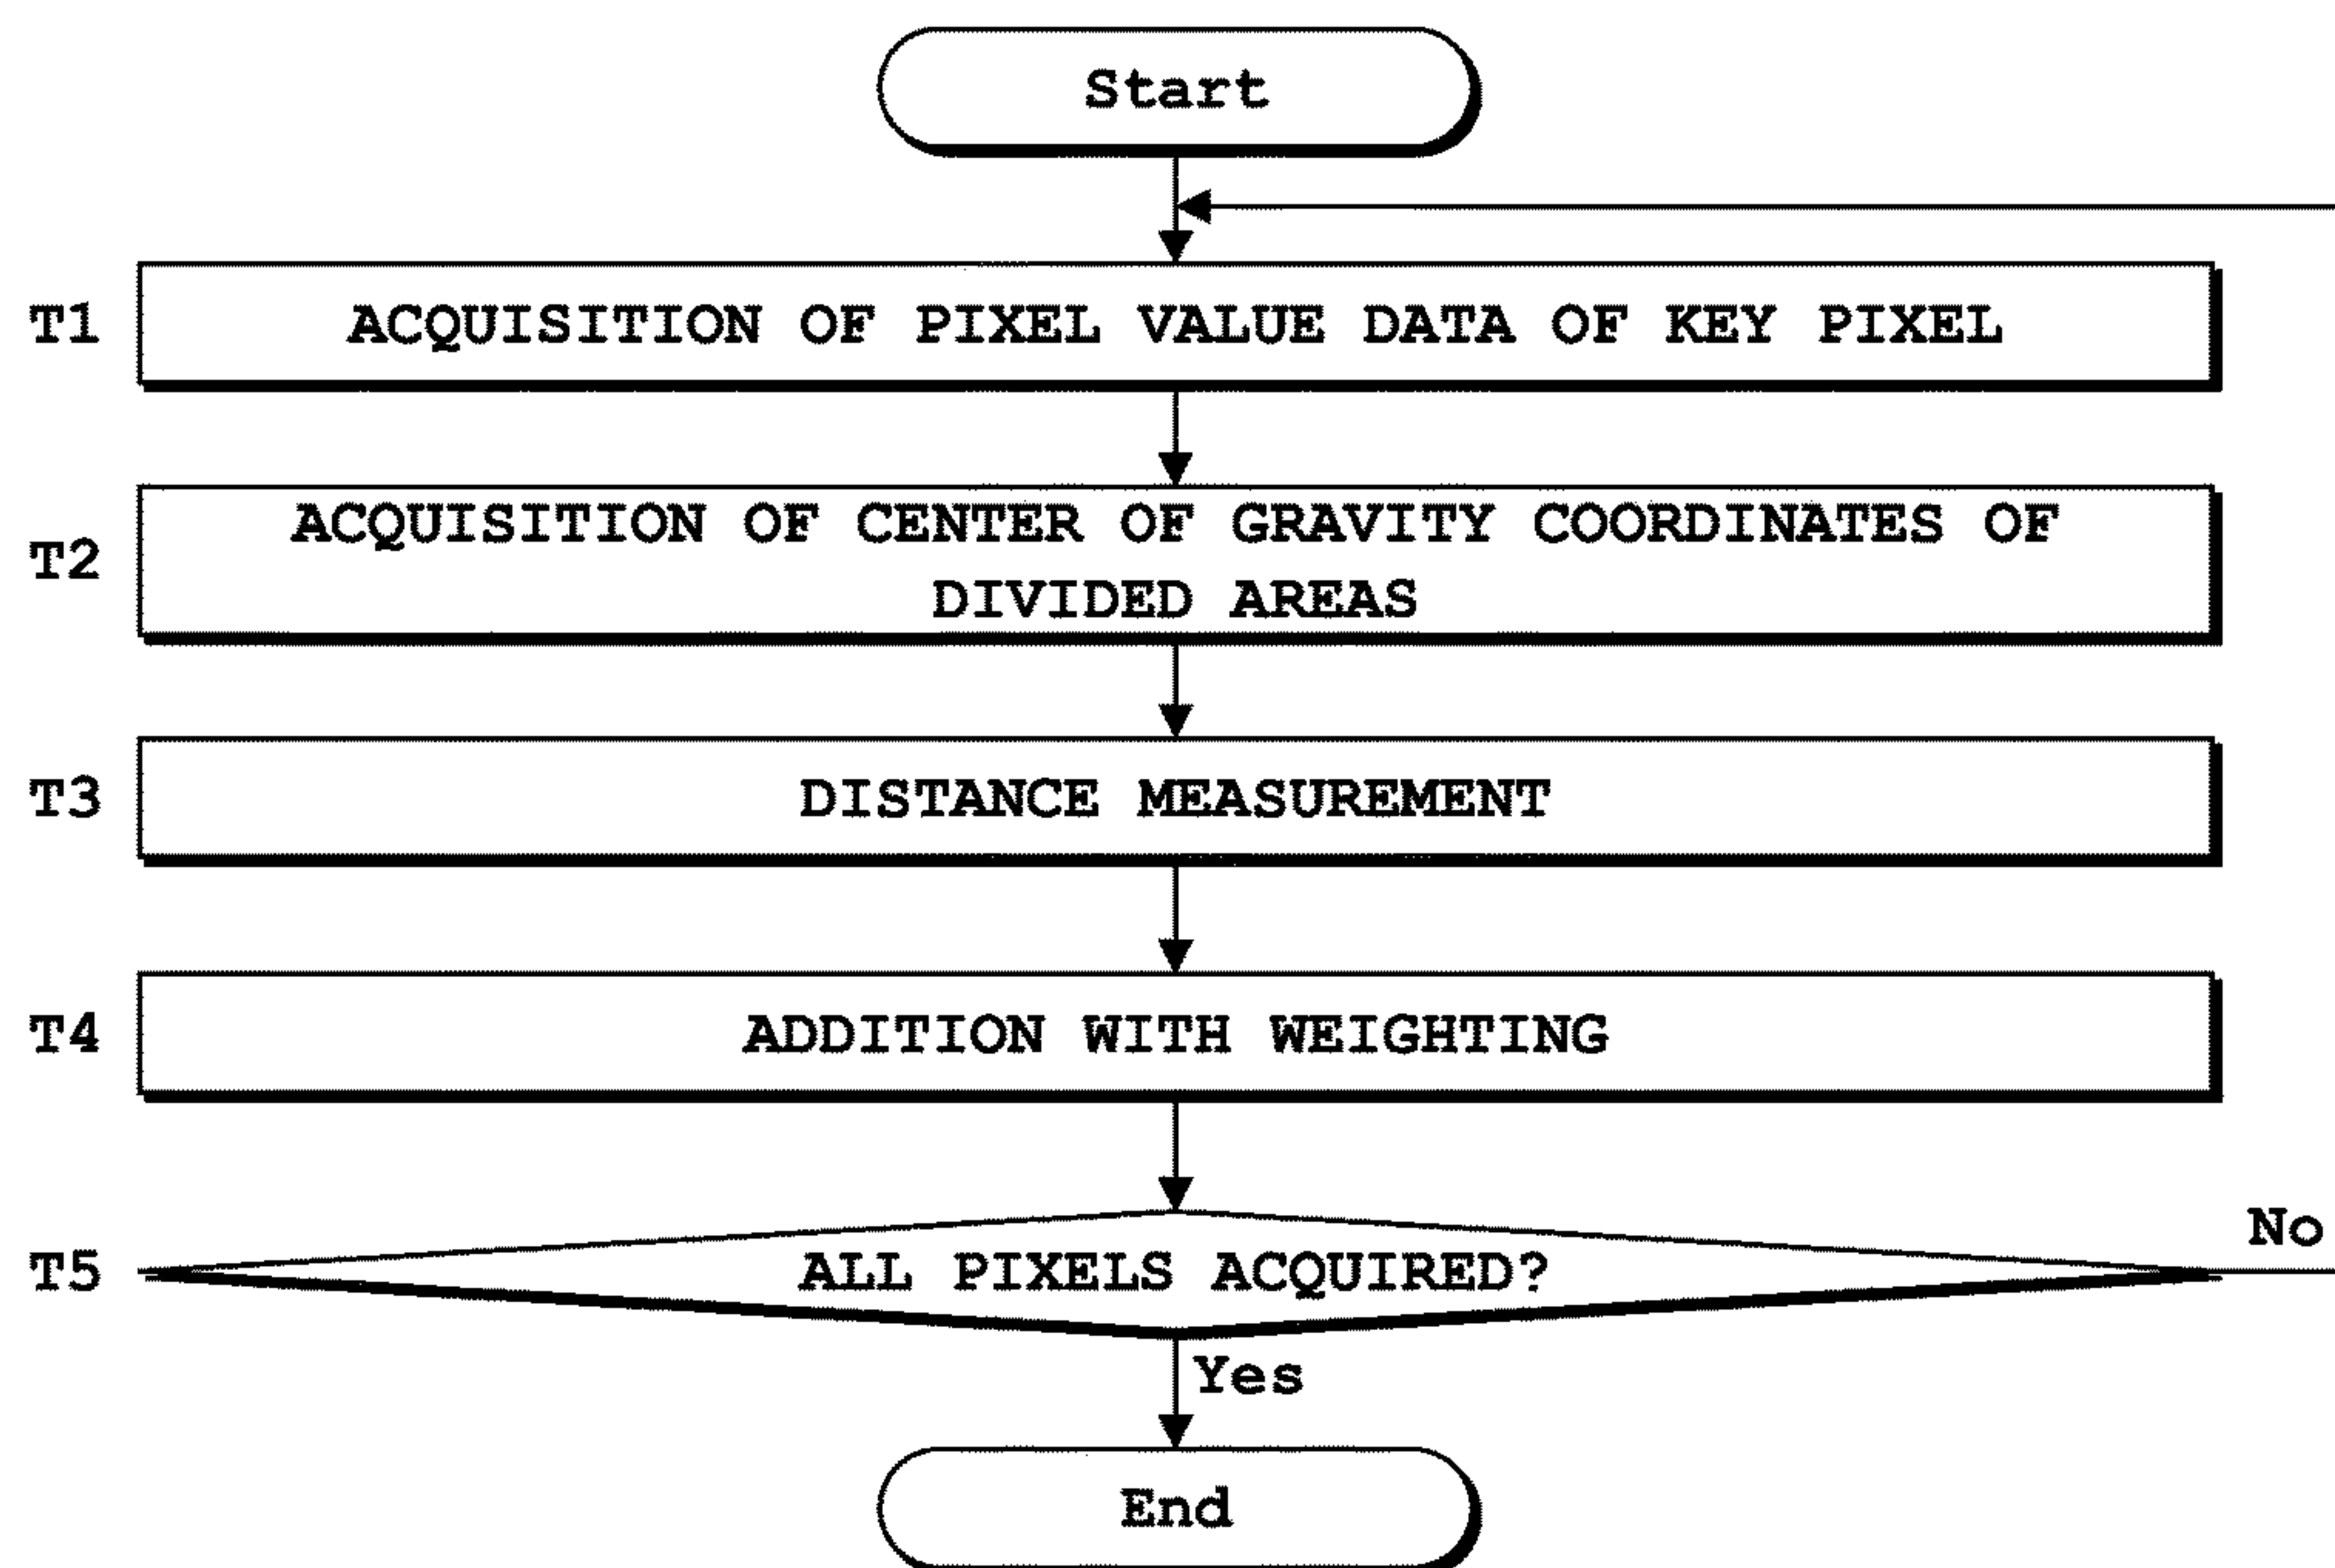 Start
T1
ACQUISITION OF PIXEL VALUE DATA OF KEY PIXEL
T2
ACQUISITION OF CENTER OF GRAVITY COORDINATES OF
DIVIDED AREAS
T3
DISTANCE MEASUREMENT
T4
ADDITION WITH WEIGHTING
T5
ALL PIXELS ACQUIRED?
No
Yes
End